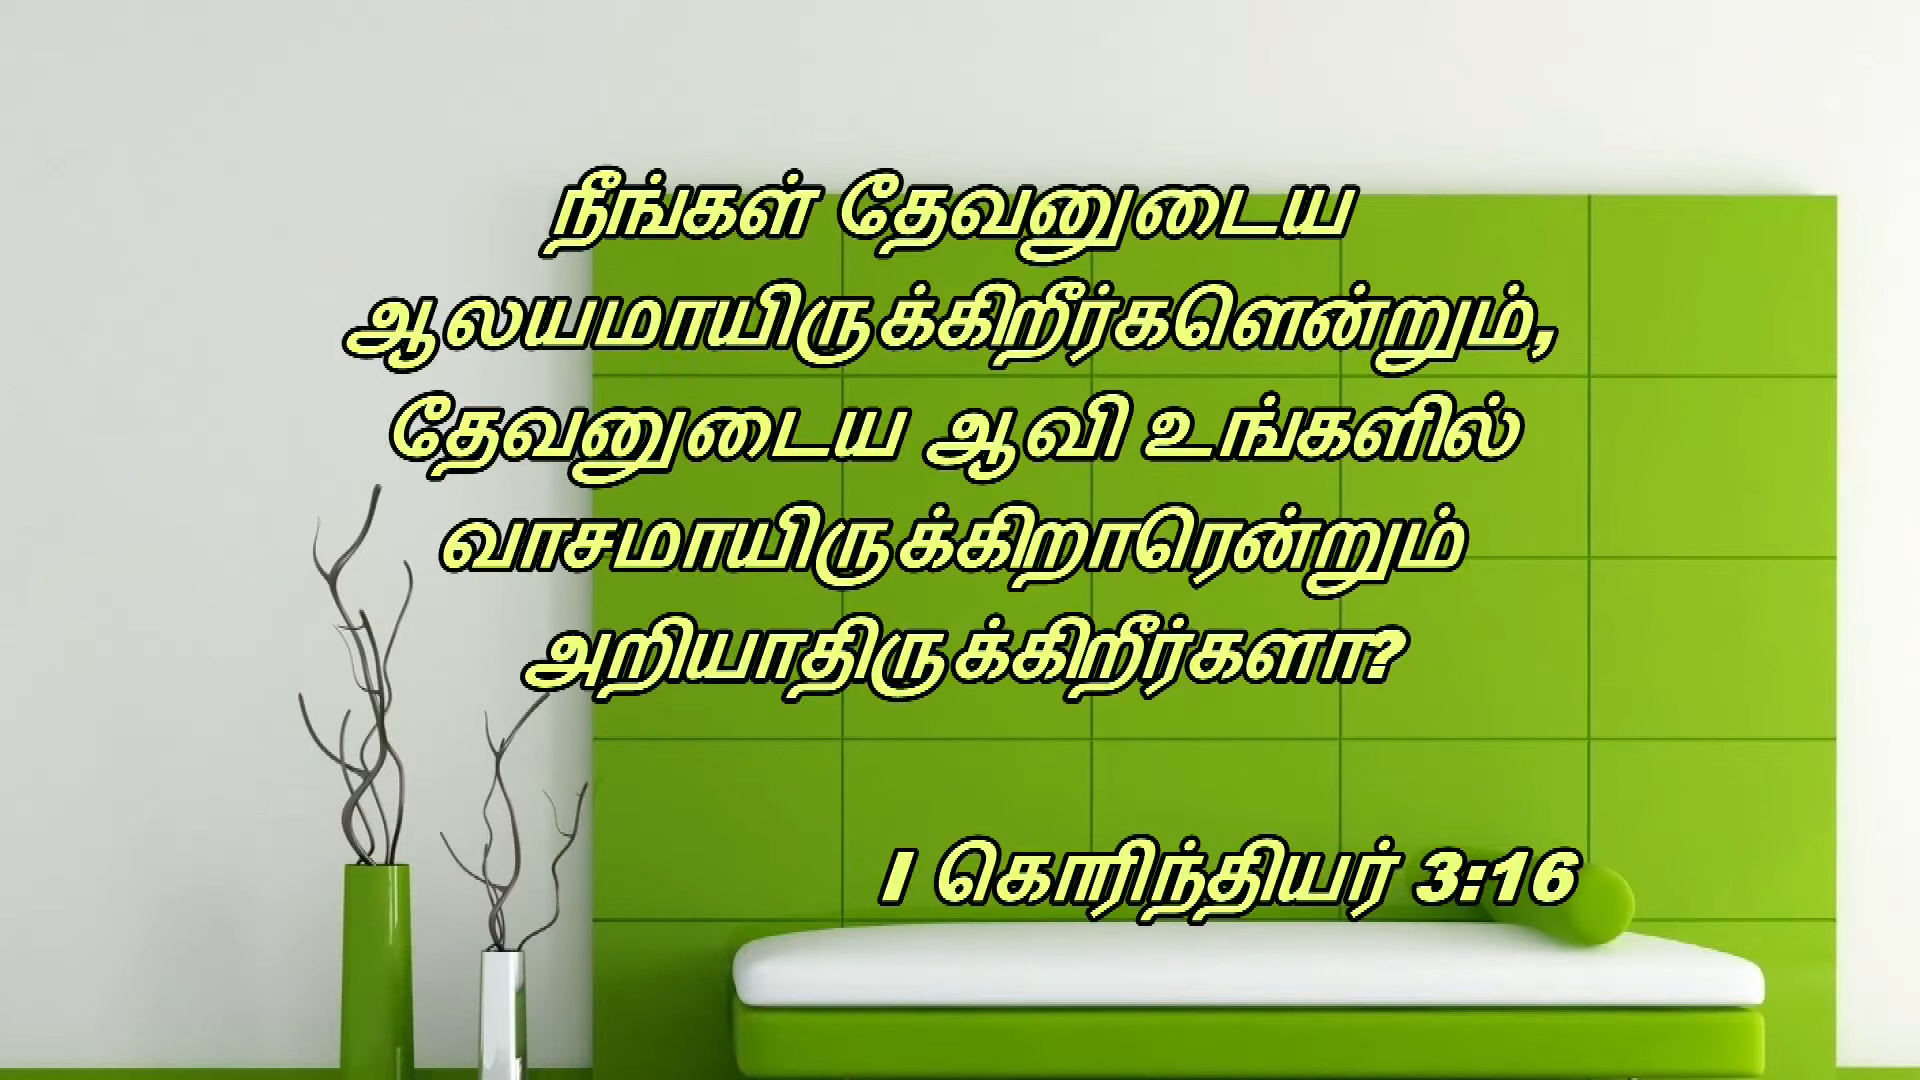 நீங்கள் தேவனுடைய
ஆலயமாயிருக்கிறீர்களென்றும்,
தேவனுடைய ஆவி உங்களில்
வாசமாயிருக்கிறாரென்றும்
அறியாதிருக்கிறீர்களா?
I கொரிந்தியர் 3:16